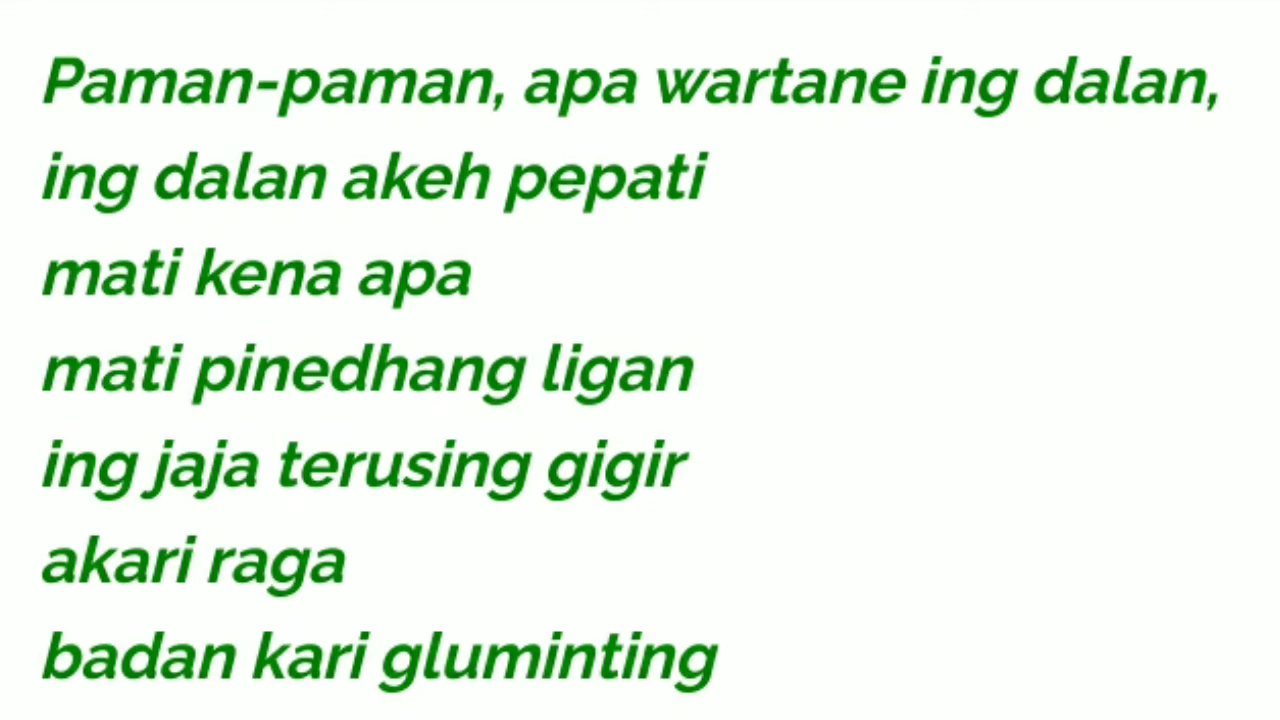 Paman-paman, apa wartane ing dalan,
ing dalan akeh pepati
mati kena apa
mati pinedhang ligan
ing jaja terusing gigir
akari raga
badan kari gluminting